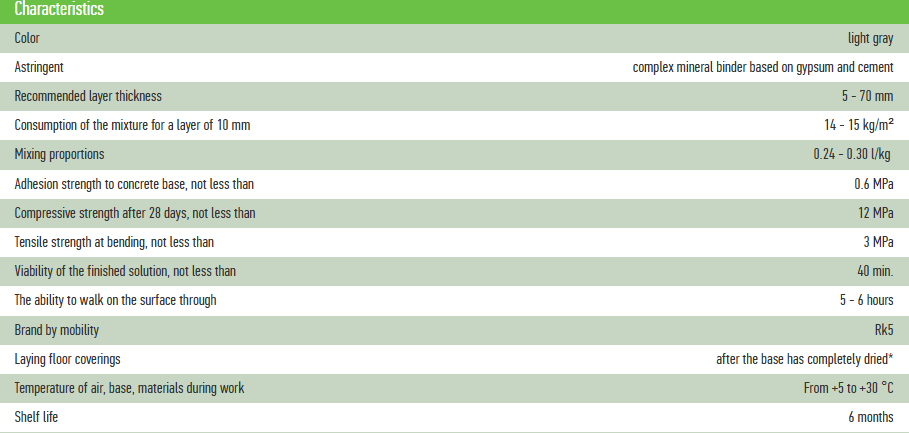 Characteristics
Color light gray
Astringent complex mineral binder based on gypsum and cement
Recommended layer thickness 5 - 70 mm
Consumption of the mixture for a layer of 10 mm 14 - 15 kg/m²
Mixing proportions 0.24 - 0.30 l/kg
Adhesion strength to concrete base, not less than 0.6 MPa
Compressive strength after 28 days, not less than 12 MPa
Tensile strength at bending, not less than 3 MPa
Viability of the finished solution, not less than 40 min.
The ability to walk on the surface through 5 - 6 hours
Brand by mobility Rk5
Laying floor coverings after the base has completely dried*
Temperature of air, base, materials during work From +5 to +30 °C
Shelf life 6 months